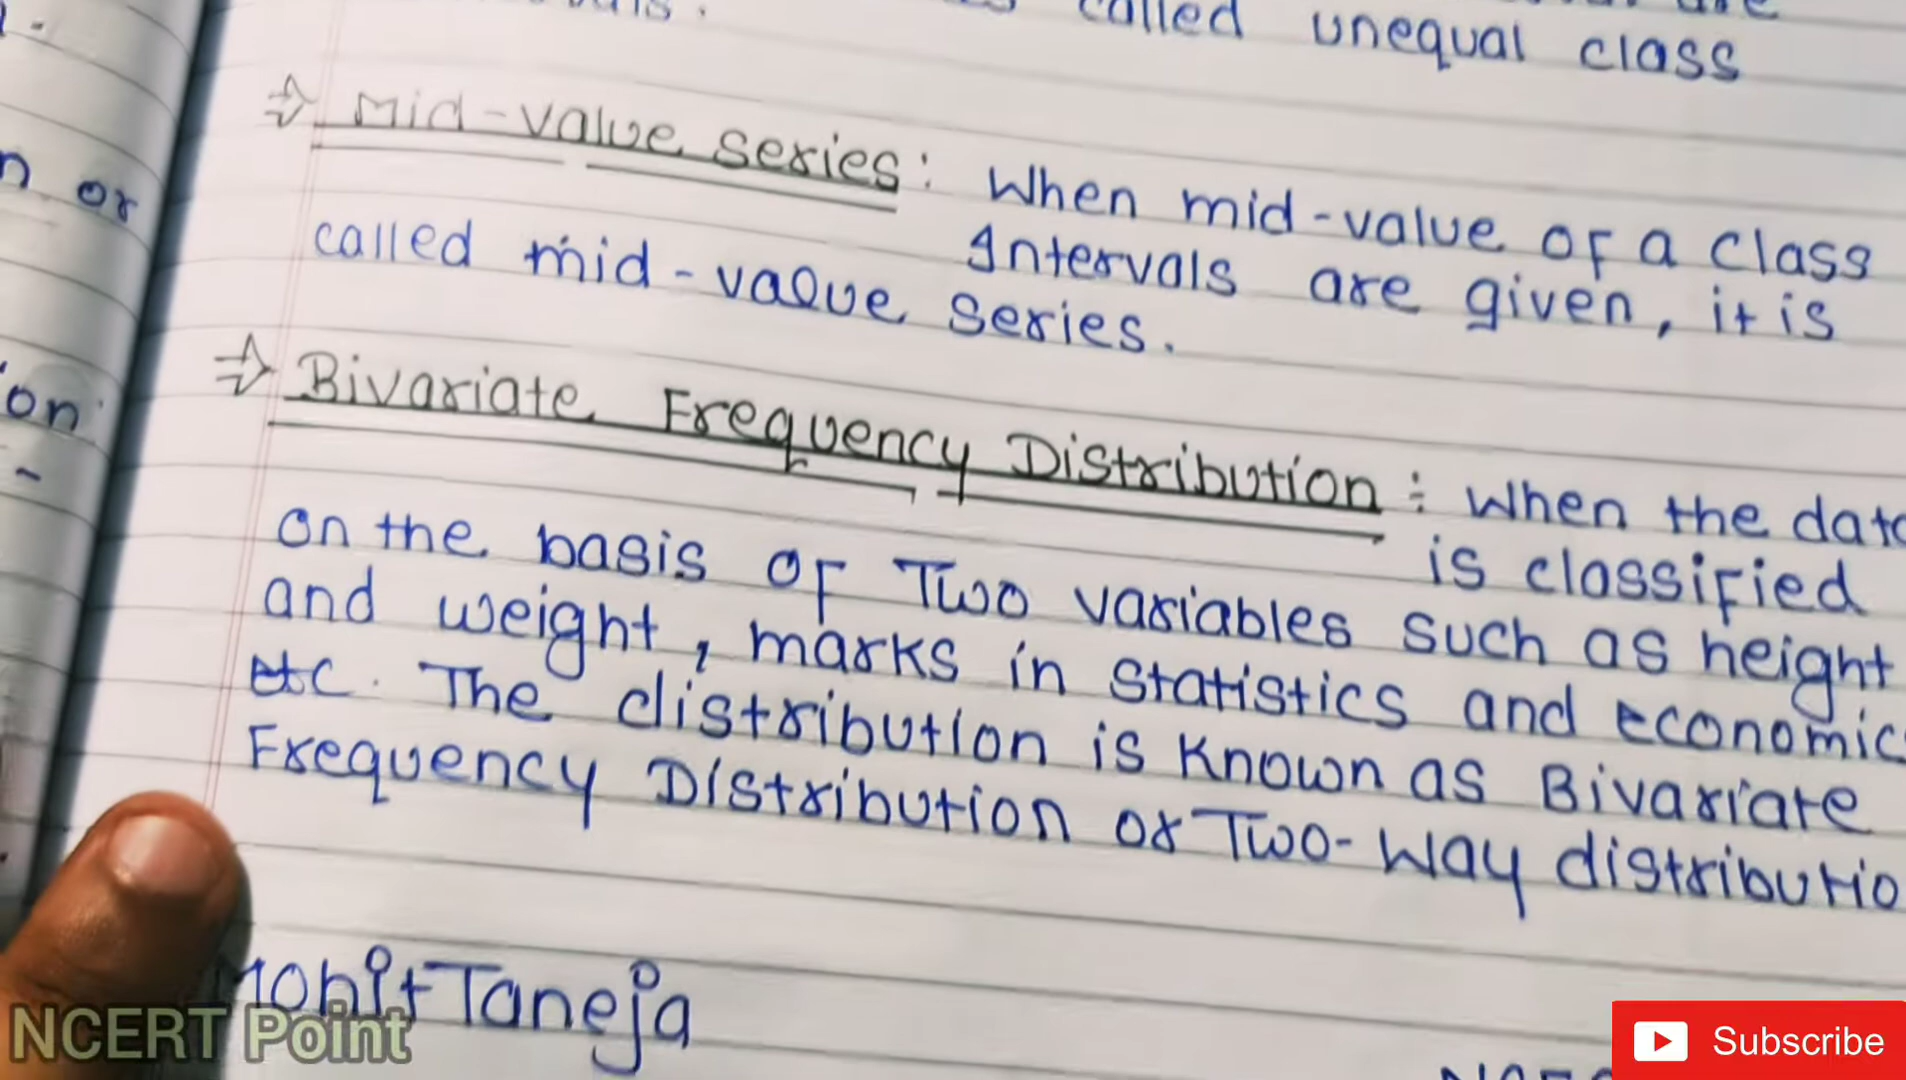 called unequal class
⇒ Mid-value series: When mid-value of a class
Intervals are given, it is
called mid-value series.
⇒ Bivariate Frequency Distribution: When the data
is classified
on the basis of Two variables such as height
and weight, marks in Statistics and economic
etc. The distribution is known as Bivariate
Frequency Distribution or Two-way distributio
Mohit Taneja
NCERT Point
Subscribe
n or
on